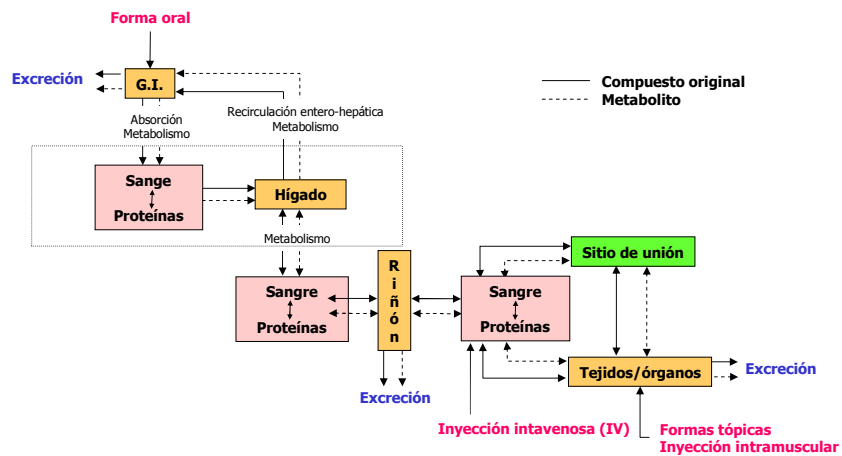 Forma oral
Excreción
G.I.
Compuesto original
Metabolito
Absorción
Metabolismo
Recirculación entero-hepática
Metabolismo
Sange
Proteínas
Hígado
Metabolismo
Sangre
Proteínas
R
i
ñ
ó
n
Sangre
Proteínas
Sitio de unión
Tejidos/órganos
Excreción
Excreción
Inyección intavenosa (IV)
Formas tópicas
Inyección intramuscular